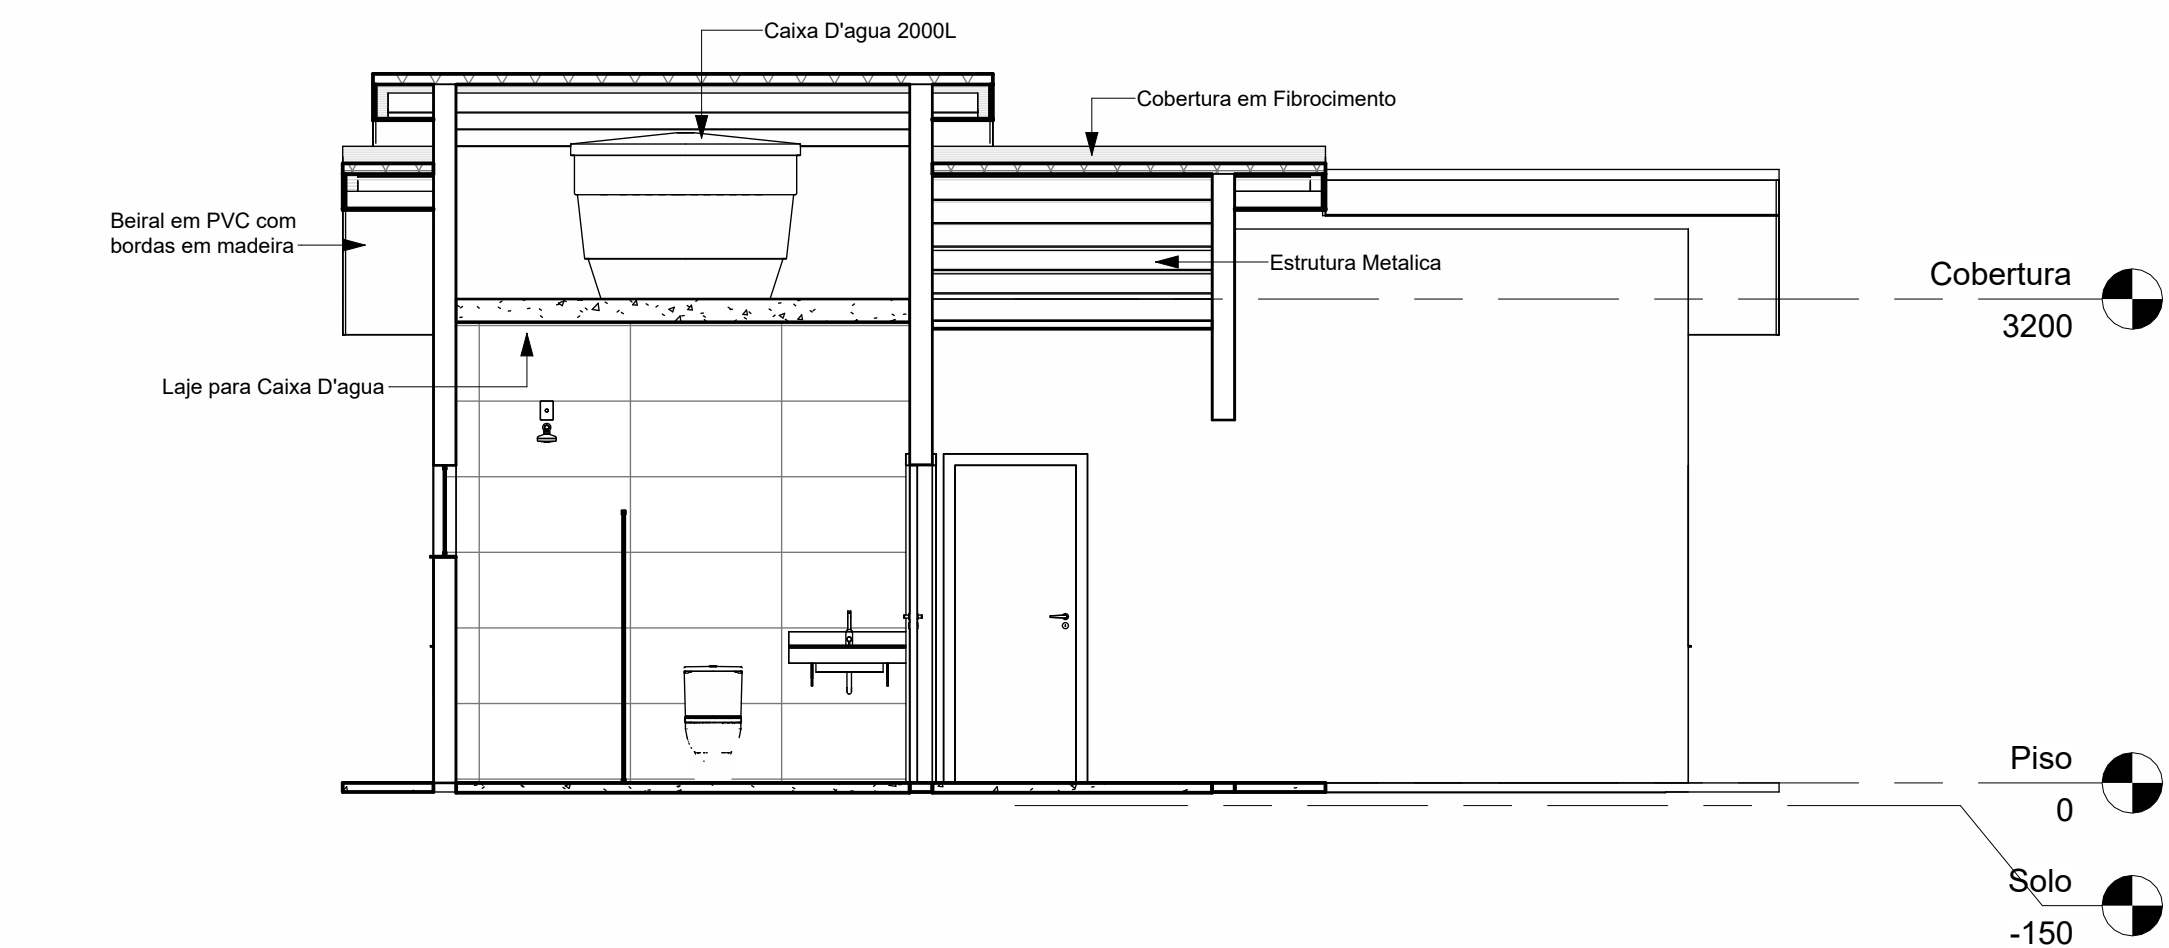 Caixa D'agua 2000L
Cobertura em Fibrocimento
Beiral em PVC com
bordas em madeira
Estrutura Metalica
Cobertura
3200
Laje para Caixa D'agua
Piso
0
Solo
-150